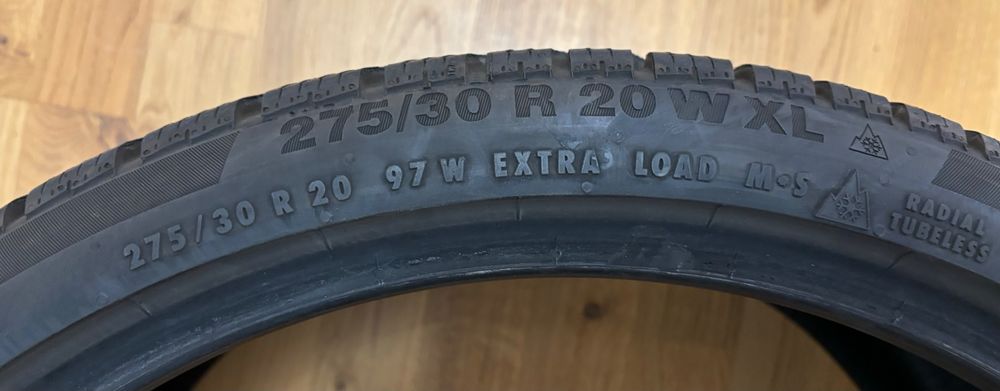 275/30 R 20 W XL
275/30 R 20 97 W EXTRA LOAD M•S
RADIAL
TUBELESS